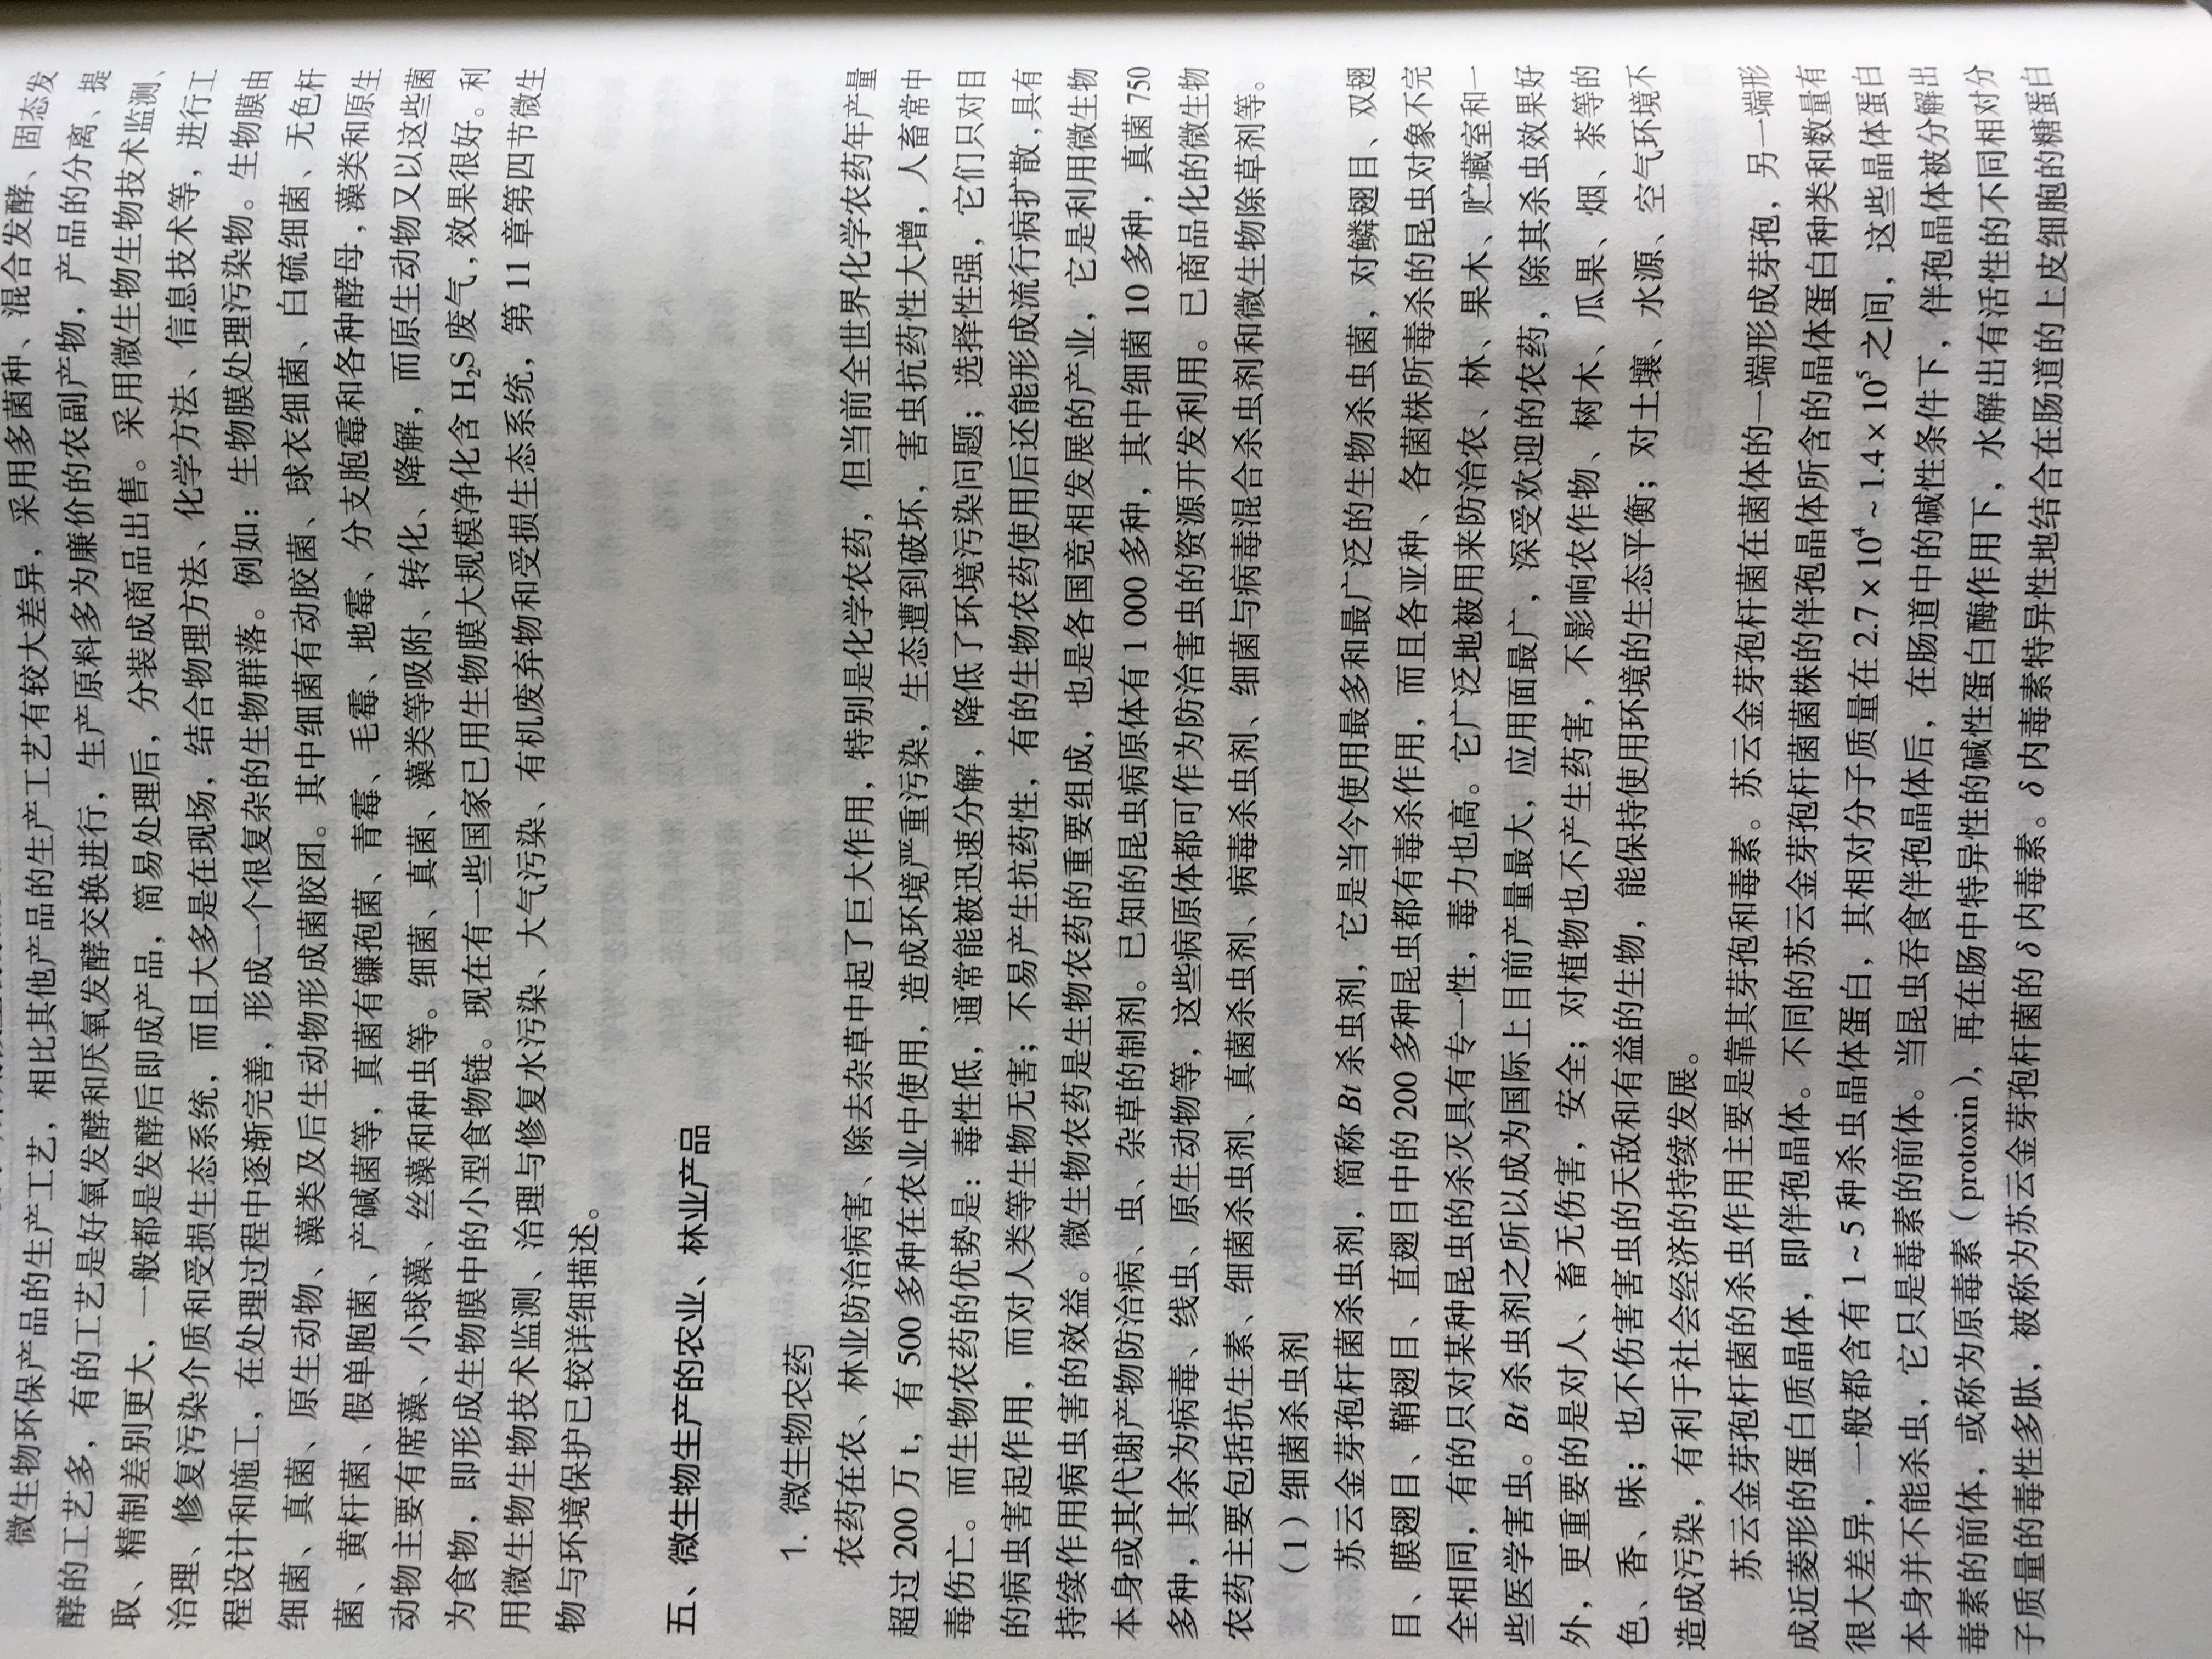 微生物环保产品的生产工艺，相比其他产品的生产工艺有较大差异，采用多菌种、混合发酵、固态发
酵的工艺多，有的工艺是好氧发酵和厌氧发酵交换进行，生产原料多为廉价的农副产物，产品的分离、提
取、精制差别更大，一般都是发酵后即成产品，简易处理后，分装成商品出售。采用微生物生物技术监测、
治理、修复污染介质和受损生态系统，而且大多是在现场，结合物理方法、化学方法、信息技术等，进行工
程设计和施工，在处理过程中逐渐完善，形成一个很复杂的生物群落。例如：生物膜处理污染物。生物膜由
细菌、真菌、原生动物、藻类及后生动物形成菌胶团。其中细菌有动胶菌、球衣细菌、白硫细菌、无色杆
菌、黄杆菌、假单胞菌、产碱菌等，真菌有镰孢菌、青霉、毛霉、地霉、分支胞霉和各种酵母，藻类和原生
动物主要有席藻、小球藻、丝藻和种虫等。细菌、真菌、藻类等吸附、转化、降解，而原生动物又以这些菌
为食物，即形成生物膜中的小型食物链。现在有一些国家已用生物膜大规模净化含 H₂S 废气，效果很好。利
用微生物生物技术监测、治理与修复水污染、大气污染、有机废弃物和受损生态系统，第 11 章第四节微生
物与环境保护已较详细描述。
五、微生物生产的农业、林业产品
1. 微生物农药
农药在农、林业防治病害、除去杂草中起了巨大作用，特别是化学农药，但当前全世界化学农药年产量
超过 200 万 t，有 500 多种在农业中使用，造成环境严重污染，生态遭到破坏，害虫抗药性大增，人畜常中
毒伤亡。而生物农药的优势是：毒性低，通常能被迅速分解，降低了环境污染问题；选择性强，它们只对目
的病虫害起作用，而对人类等生物无害；不易产生抗药性，有的生物农药使用后还能形成流行病扩散，具有
持续作用病虫害的效益。微生物农药是生物农药的重要组成，也是各国竞相发展的产业，它是利用微生物
本身或其代谢产物防治病、虫、杂草的制剂。已知的昆虫病原体有 1 000 多种，其中细菌 10 多种，真菌 750
多种，其余为病毒、线虫、原生动物等，这些病原体都可作为防治害虫的资源开发利用。已商品化的微生物
农药主要包括抗生素、细菌杀虫剂、真菌杀虫剂、病毒杀虫剂、细菌与病毒混合杀虫剂和微生物除草剂等。
（1）细菌杀虫剂
苏云金芽孢杆菌杀虫剂，简称 Bt 杀虫剂，它是当今使用最多和最广泛的生物杀虫菌，对鳞翅目、双翅
目、膜翅目、鞘翅目、直翅目中的 200 多种昆虫都有毒杀作用，而且各亚种、各菌株所毒杀的昆虫对象不完
全相同，有的只对某种昆虫的杀灭具有专一性，毒力也高。它广泛地被用来防治农、林、果木、贮藏室和一
些医学害虫。Bt 杀虫剂之所以成为国际上目前产量最大，应用面最广，深受欢迎的农药，除其杀虫效果好
外，更重要的是对人、畜无伤害，安全；对植物也不产生药害，不影响农作物、树木、瓜果、烟、茶等的
色、香、味；也不伤害害虫的天敌和有益的生物，能保持使用环境的生态平衡；对土壤、水源、空气环境不
造成污染，有利于社会经济的持续发展。
苏云金芽孢杆菌的杀虫作用主要是靠其芽孢和毒素。苏云金芽孢杆菌在菌体的一端形成芽孢，另一端形
成近菱形的蛋白质晶体，即伴孢晶体。不同的苏云金芽孢杆菌菌株的伴孢晶体所含的晶体蛋白种类和数量有
很大差异，一般都含有 1 ~ 5 种杀虫晶体蛋白，其相对分子质量在 2.7 × 10⁴ ~ 1.4 × 10⁵ 之间，这些晶体蛋白
本身并不能杀虫，它只是毒素的前体。当昆虫吞食伴孢晶体后，在肠道中的碱性条件下，伴孢晶体被分解出
毒素的前体，或称为原毒素（protoxin），再在肠中特异性的碱性蛋白酶作用下，水解出有活性的不同相对分
子质量的毒性多肽，被称为苏云金芽孢杆菌的 δ 内毒素。δ 内毒素特异性地结合在肠道的上皮细胞的糖蛋白